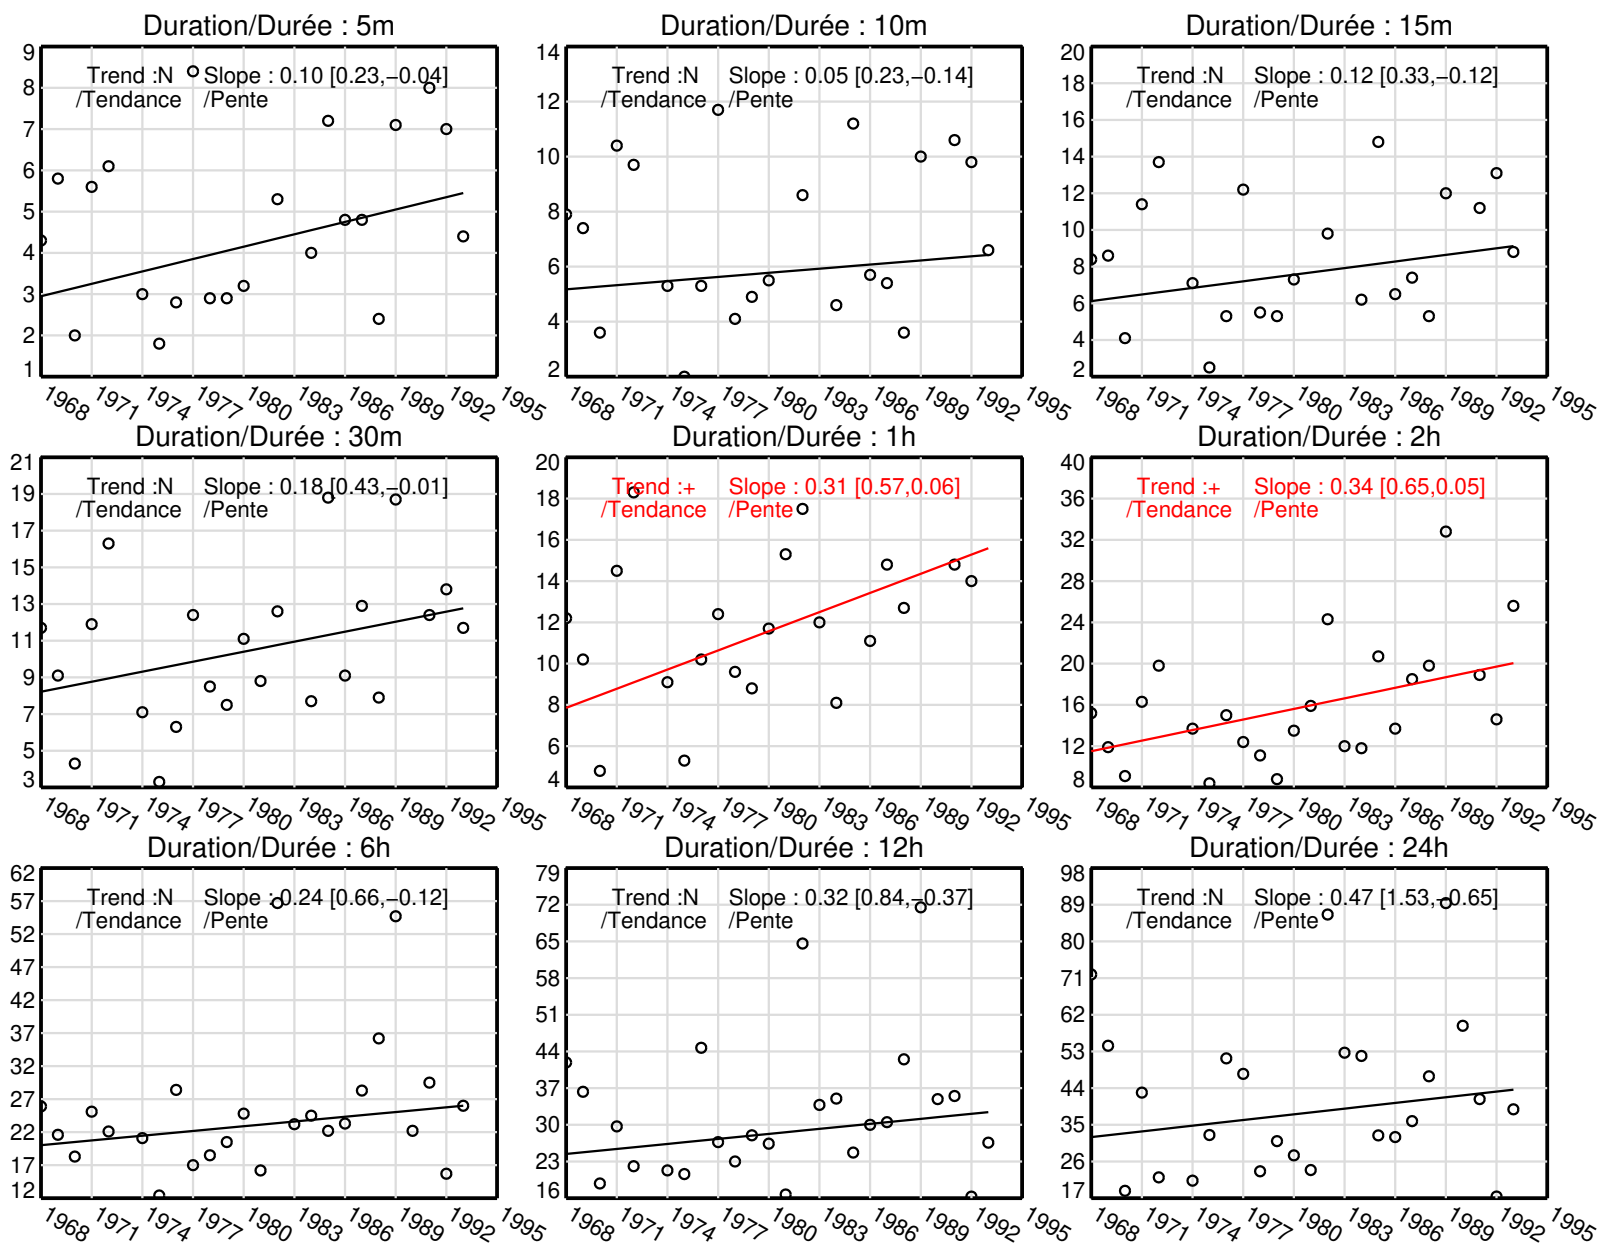 Duration/Durée : 5m
9
8
7
6
5
4
3
2
1
Trend :N Slope : 0.10 [0.23,−0.04]
/Tendance /Pente
1968 1971 1974 1977 1980 1983 1986 1989 1992 1995
Duration/Durée : 10m
14
12
10
8
6
4
2
Trend :N Slope : 0.05 [0.23,−0.14]
/Tendance /Pente
1968 1971 1974 1977 1980 1983 1986 1989 1992 1995
Duration/Durée : 15m
20
18
16
14
12
10
8
6
4
2
Trend :N Slope : 0.12 [0.33,−0.12]
/Tendance /Pente
1968 1971 1974 1977 1980 1983 1986 1989 1992 1995
Duration/Durée : 30m
21
19
17
15
13
11
9
7
5
3
Trend :N Slope : 0.18 [0.43,−0.01]
/Tendance /Pente
1968 1971 1974 1977 1980 1983 1986 1989 1992 1995
Duration/Durée : 1h
20
18
16
14
12
10
8
6
4
Trend :+ Slope : 0.31 [0.57,0.06]
/Tendance /Pente
1968 1971 1974 1977 1980 1983 1986 1989 1992 1995
Duration/Durée : 2h
40
36
32
28
24
20
16
12
8
Trend :+ Slope : 0.34 [0.65,0.05]
/Tendance /Pente
1968 1971 1974 1977 1980 1983 1986 1989 1992 1995
Duration/Durée : 6h
62
57
52
47
42
37
32
27
22
17
12
Trend :N Slope : 0.24 [0.66,−0.12]
/Tendance /Pente
1968 1971 1974 1977 1980 1983 1986 1989 1992 1995
Duration/Durée : 12h
79
72
65
58
51
44
37
30
23
16
Trend :N Slope : 0.32 [0.84,−0.37]
/Tendance /Pente
1968 1971 1974 1977 1980 1983 1986 1989 1992 1995
Duration/Durée : 24h
98
89
80
71
62
53
44
35
26
17
Trend :N Slope : 0.47 [1.53,−0.65]
/Tendance /Pente
1968 1971 1974 1977 1980 1983 1986 1989 1992 1995